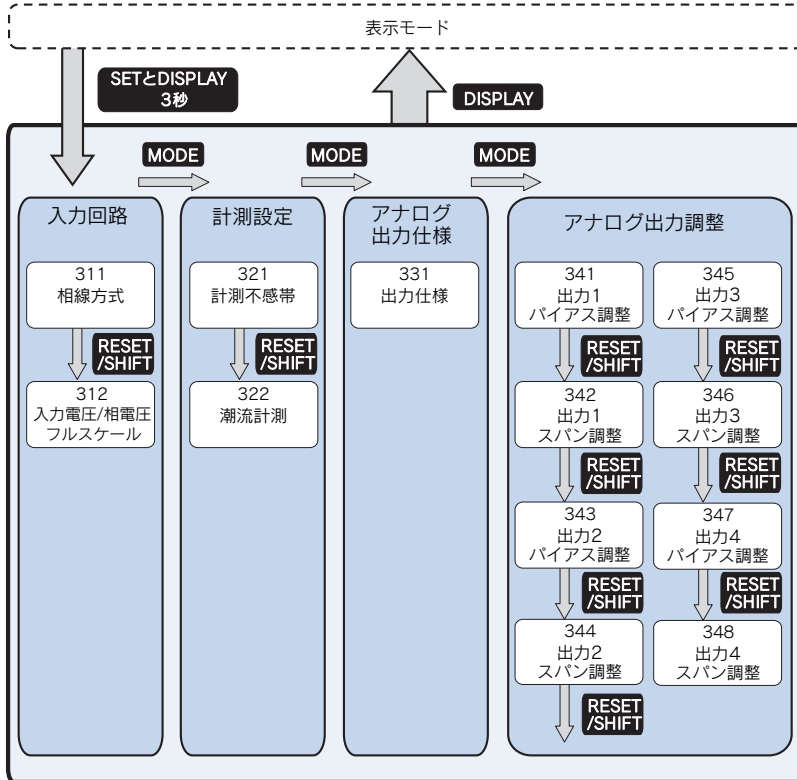 表示モード
SETとDISPLAY
3秒
DISPLAY
MODE
MODE
MODE
入力回路
311
相線方式
RESET
/SHIFT
312
入力電圧/相電圧
フルスケール
計測設定
321
計測不感帯
RESET
/SHIFT
322
潮流計測
アナログ
出力仕様
331
出力仕様
アナログ出力調整
341
出力1
バイアス調整
RESET
/SHIFT
342
出力1
スパン調整
RESET
/SHIFT
343
出力2
バイアス調整
RESET
/SHIFT
344
出力2
スパン調整
RESET
/SHIFT
345
出力3
バイアス調整
RESET
/SHIFT
346
出力3
スパン調整
RESET
/SHIFT
347
出力4
バイアス調整
RESET
/SHIFT
348
出力4
スパン調整